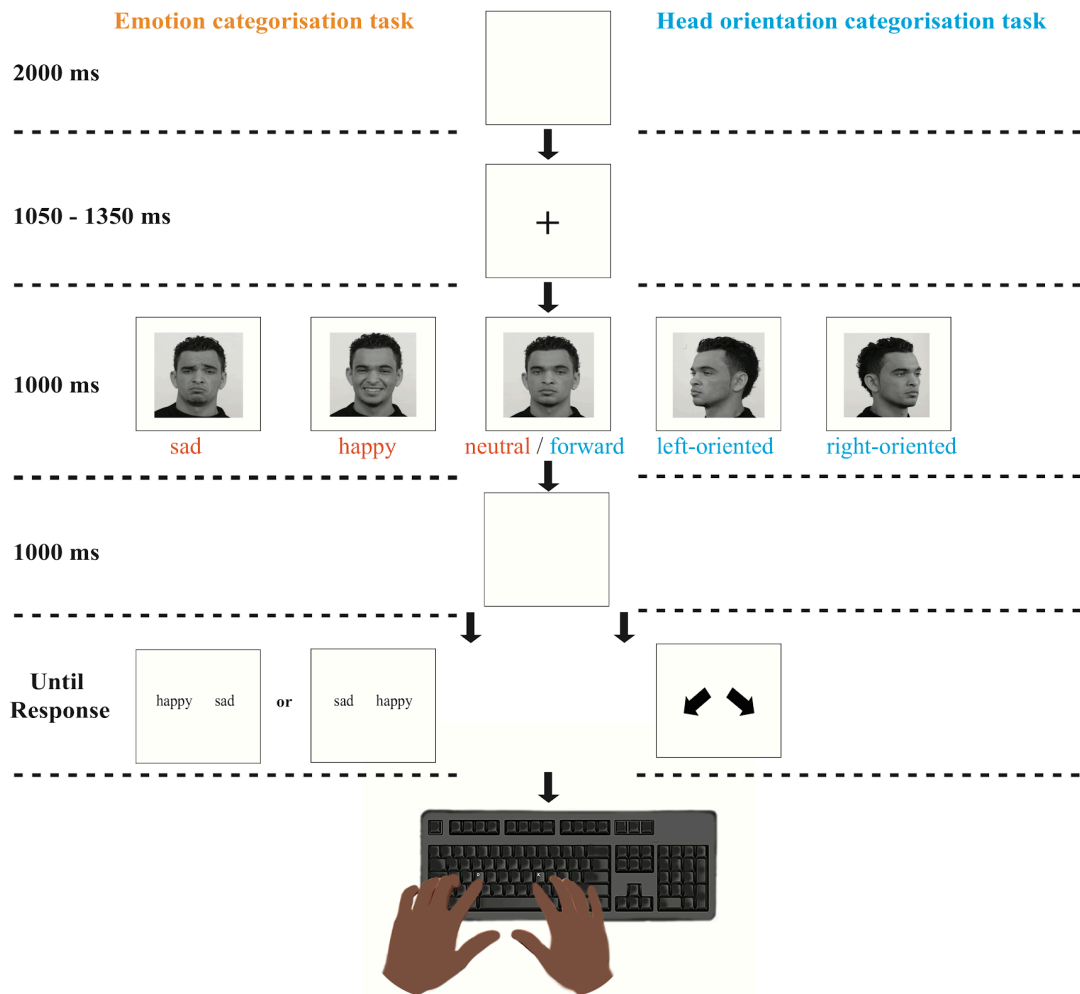 Emotion categorisation task
Head orientation categorisation task
2000 ms
1050 - 1350 ms
+
1000 ms
sad
happy
neutral / forward
left-oriented
right-oriented
1000 ms
Until
Response
happy sad
or
sad happy
D
K